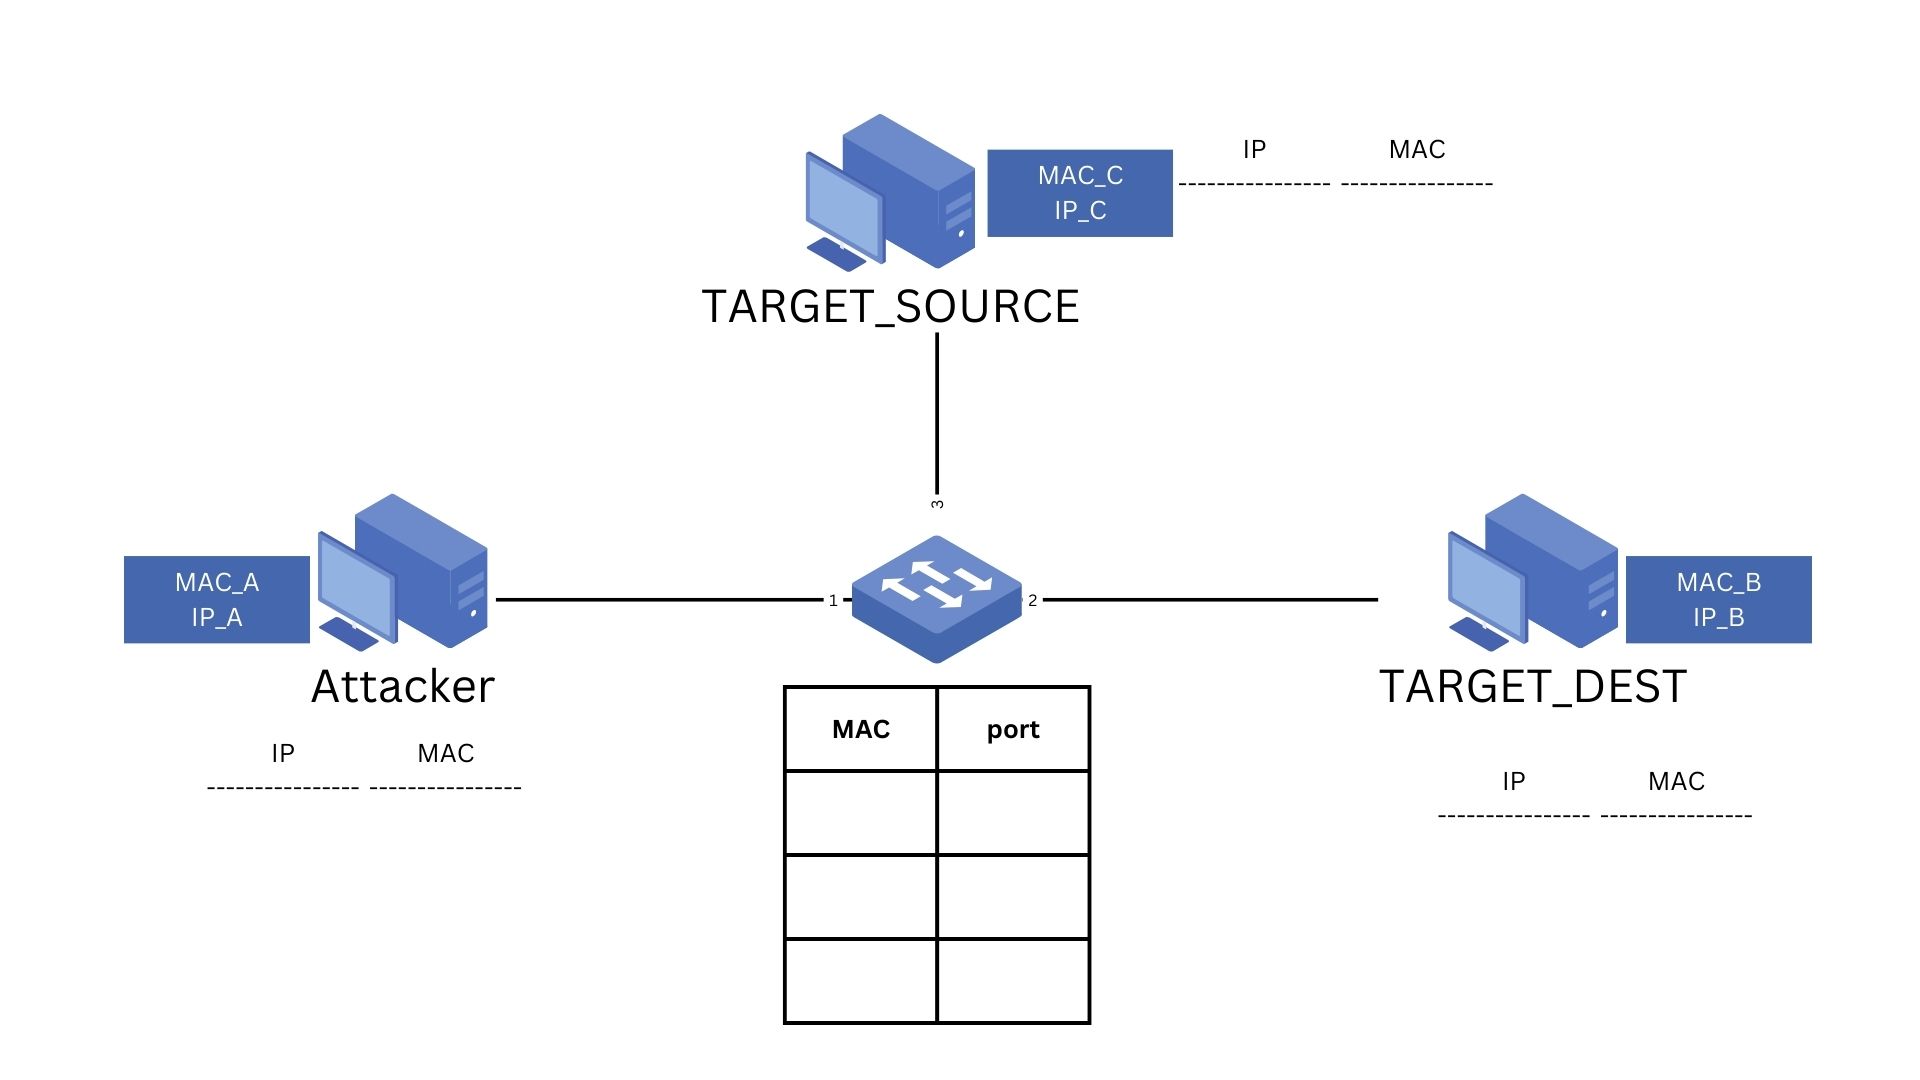 IP MAC
--------------- ---------------
MAC_C
IP_C
TARGET_SOURCE
3
MAC_A
IP_A
1
2
MAC_B
IP_B
Attacker
TARGET_DEST
IP MAC
--------------- ---------------
MAC port
IP MAC
--------------- ---------------